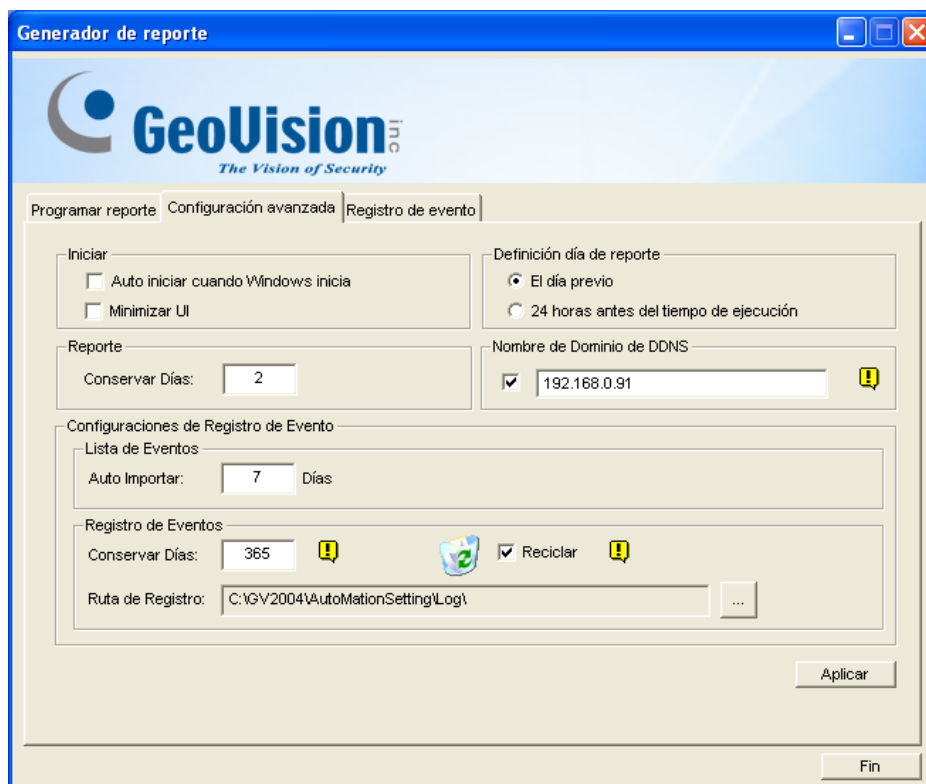 Generador de reporte
GeoVision inc
The Vision of Security
Programar reporte Configuración avanzada Registro de evento
Iniciar
Auto iniciar cuando Windows inicia
Minimizar UI
Definición día de reporte
El día previo
24 horas antes del tiempo de ejecución
Reporte
Conservar Días: 2
Nombre de Dominio de DDNS
192.168.0.91
Configuraciones de Registro de Evento
Lista de Eventos
Auto Importar: 7 Días
Registro de Eventos
Conservar Días: 365
Reciclar
Ruta de Registro: C:\GV2004\AutoMationSetting\Log\ ...
Aplicar
Fin